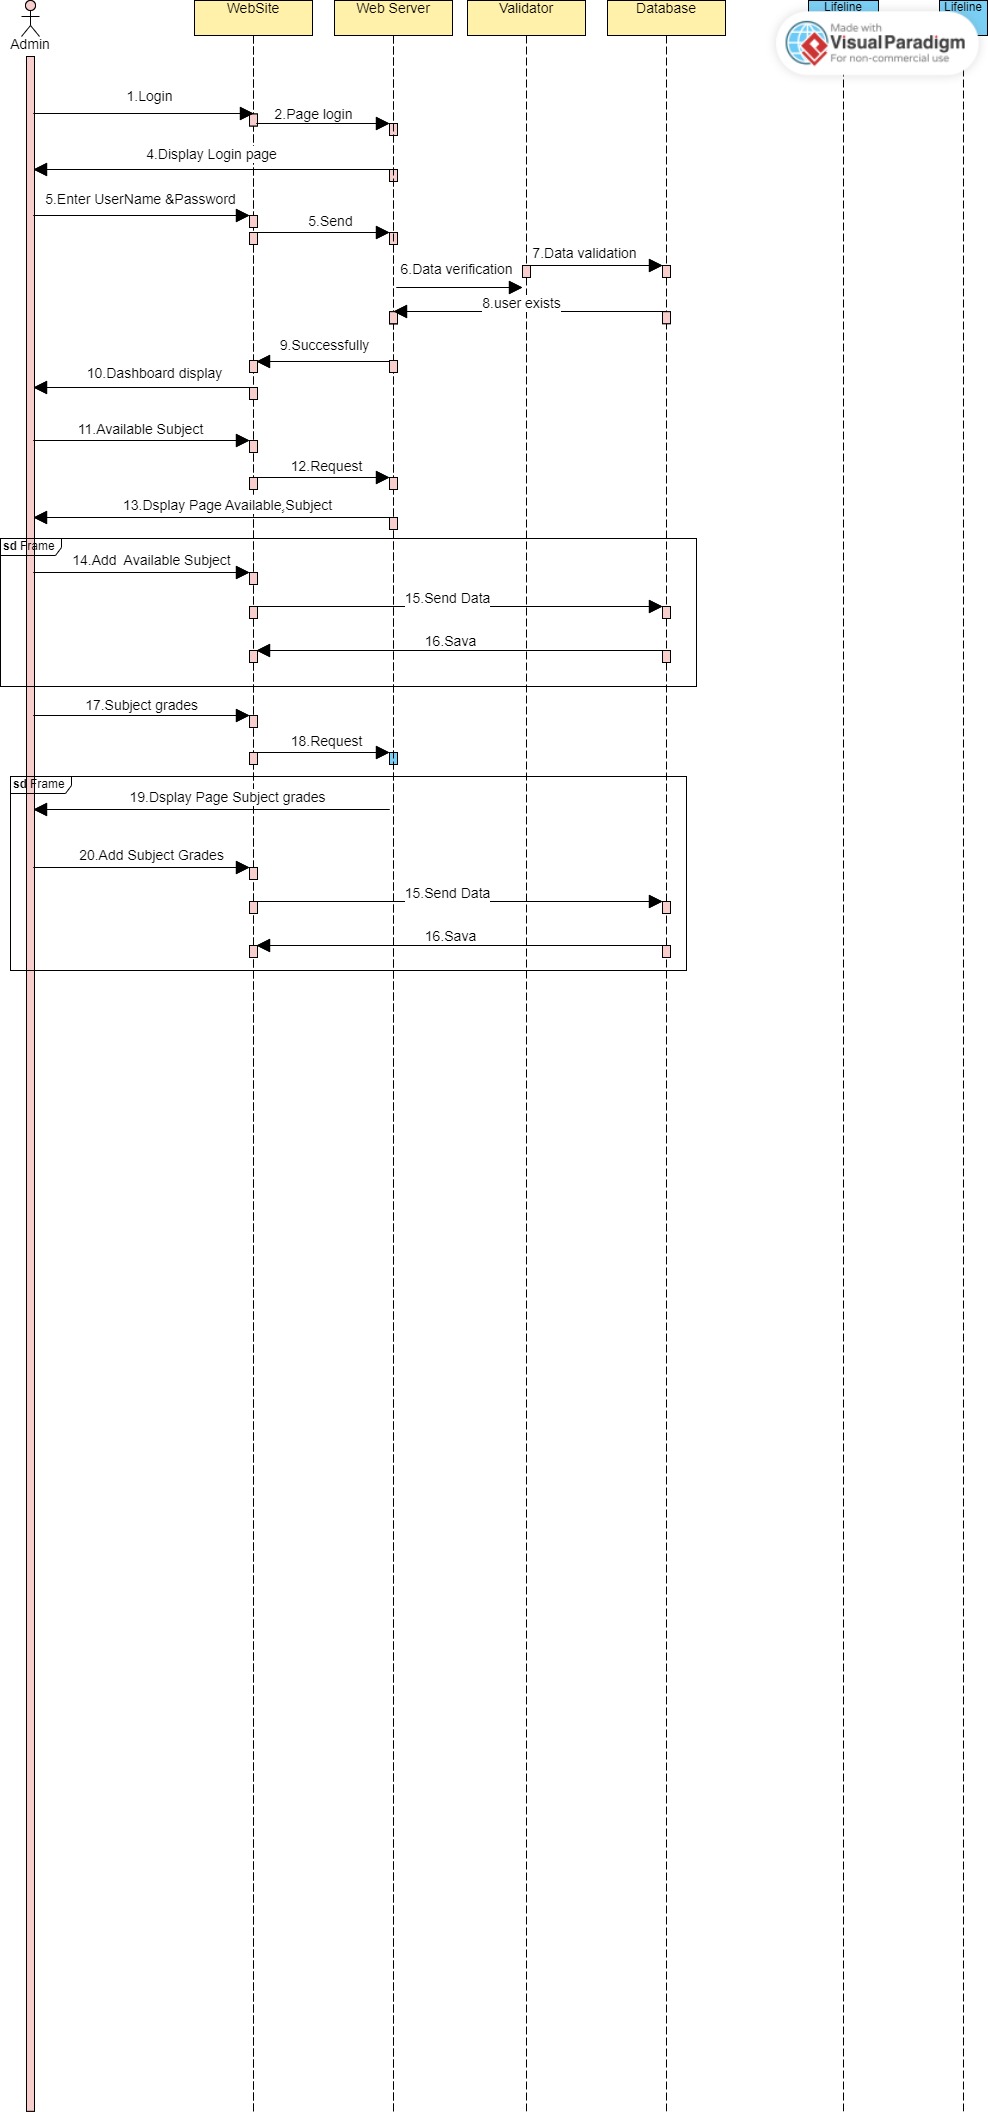 WebSite
Web Server
Validator
Database
Lifeline
Lifeline
Made with
VisualParadigm
For non-commercial use
Admin
1.Login
2.Page login
4.Display Login page
5.Enter UserName &Password
5.Send
7.Data validation
6.Data verification
8.user exists
9.Successfully
10.Dashboard display
11.Available Subject
12.Request
13.Dsplay Page Available,Subject
sd Frame
14.Add  Available Subject
15.Send Data
16.Sava
17.Subject grades
18.Request
sd Frame
19.Dsplay Page Subject grades
20.Add Subject Grades
15.Send Data
16.Sava